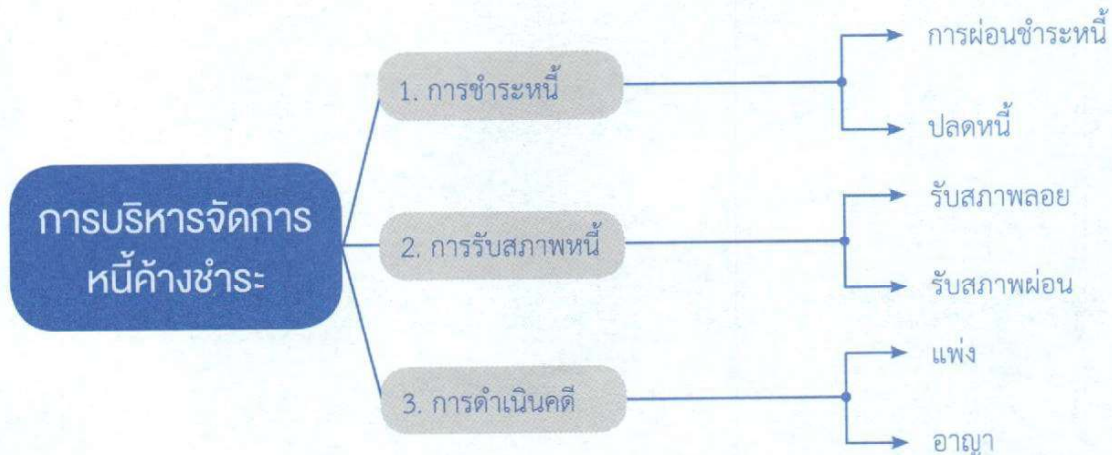 การบริหารจัดการ
หนี้ค้างชำระ
1. การชำระหนี้
การผ่อนชำระหนี้
ปลดหนี้
2. การรับสภาพหนี้
รับสภาพลอย
รับสภาพผ่อน
3. การดำเนินคดี
แพ่ง
อาญา